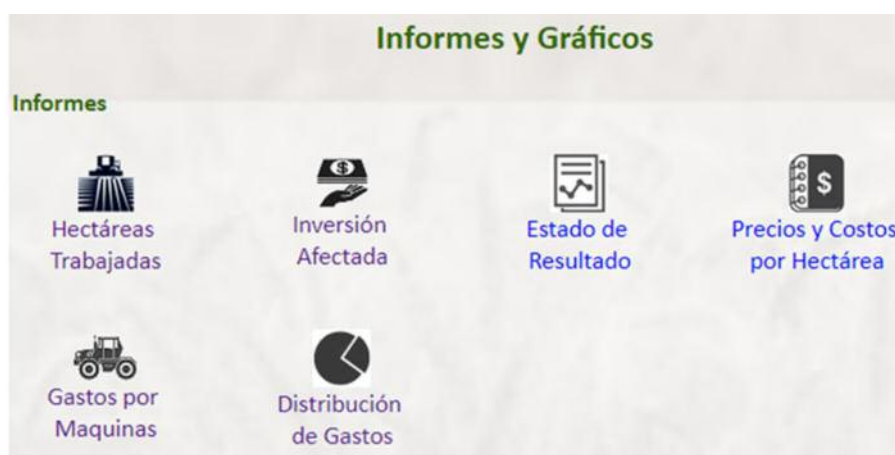 Informes y Gráficos
Informes
Hectáreas
Trabajadas
Inversión
Afectada
Estado de
Resultado
Precios y Costos
por Hectárea
Gastos por
Maquinas
Distribución
de Gastos